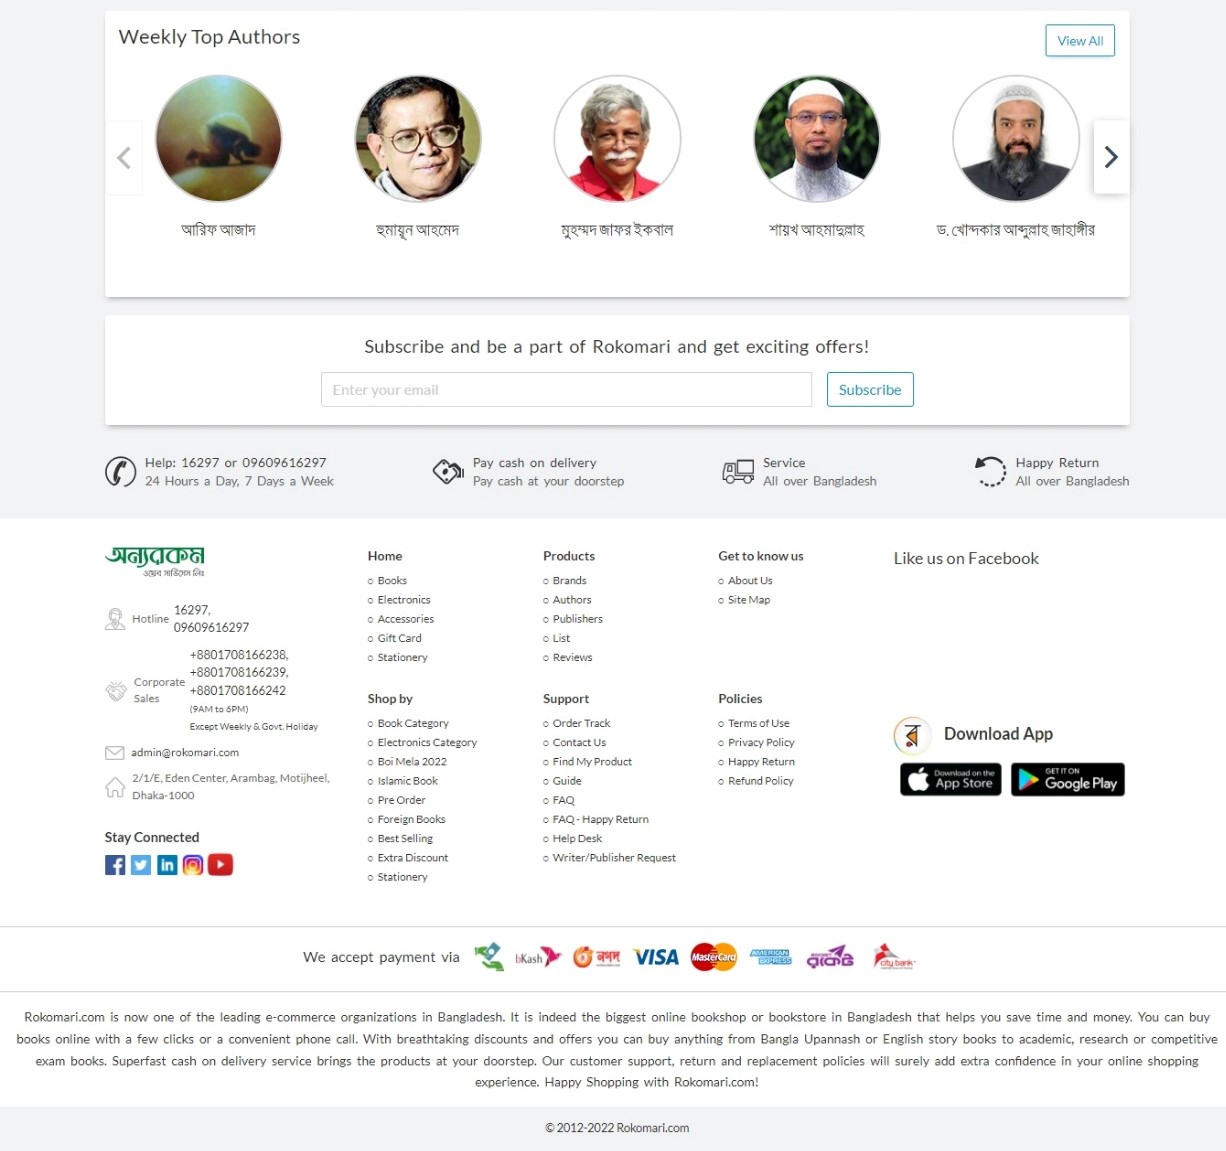 Weekly Top Authors
View All
আরিফ আজাদ
হুমায়ূন আহমেদ
মুহম্মদ জাফর ইকবাল
শায়খ আহমাদুল্লাহ
ড. খোন্দকার আব্দুল্লাহ জাহাঙ্গীর
Subscribe and be a part of Rokomari and get exciting offers!
Enter your email
Subscribe
Help: 16297 or 09609616297
24 Hours a Day, 7 Days a Week
Pay cash on delivery
Pay cash at your doorstep
Service
All over Bangladesh
Happy Return
All over Bangladesh
অন্যরকম
ওয়েব সার্ভিসেস লিঃ
Hotline
16297,
09609616297
Corporate
Sales
+8801708166238,
+8801708166239,
+8801708166242
(9AM to 6PM)
Except Weekly & Govt. Holiday
admin@rokomari.com
2/1/E, Eden Center, Arambag, Motijheel,
Dhaka-1000
Stay Connected
in
Home
Books
Electronics
Accessories
Gift Card
Stationery
Products
Brands
Authors
Publishers
List
Reviews
Get to know us
About Us
Site Map
Like us on Facebook
Shop by
Book Category
Electronics Category
Boi Mela 2022
Islamic Book
Pre Order
Foreign Books
Best Selling
Extra Discount
Stationery
Support
Order Track
Contact Us
Find My Product
Guide
FAQ
FAQ - Happy Return
Help Desk
Writer/Publisher Request
Policies
Terms of Use
Privacy Policy
Happy Return
Refund Policy
র
Download App
Download on the
App Store
GET IT ON
Google Play
We accept payment via
bKash
নগদ
VISA
MasterCard
AMERICAN
EXPRESS
রকেট
city bank
Rokomari.com is now one of the leading e-commerce organizations in Bangladesh. It is indeed the biggest online bookshop or bookstore in Bangladesh that helps you save time and money. You can buy
books online with a few clicks or a convenient phone call. With breathtaking discounts and offers you can buy anything from Bangla Upannash or English story books to academic, research or competitive
exam books. Superfast cash on delivery service brings the products at your doorstep. Our customer support, return and replacement policies will surely add extra confidence in your online shopping
experience. Happy Shopping with Rokomari.com!
© 2012-2022 Rokomari.com